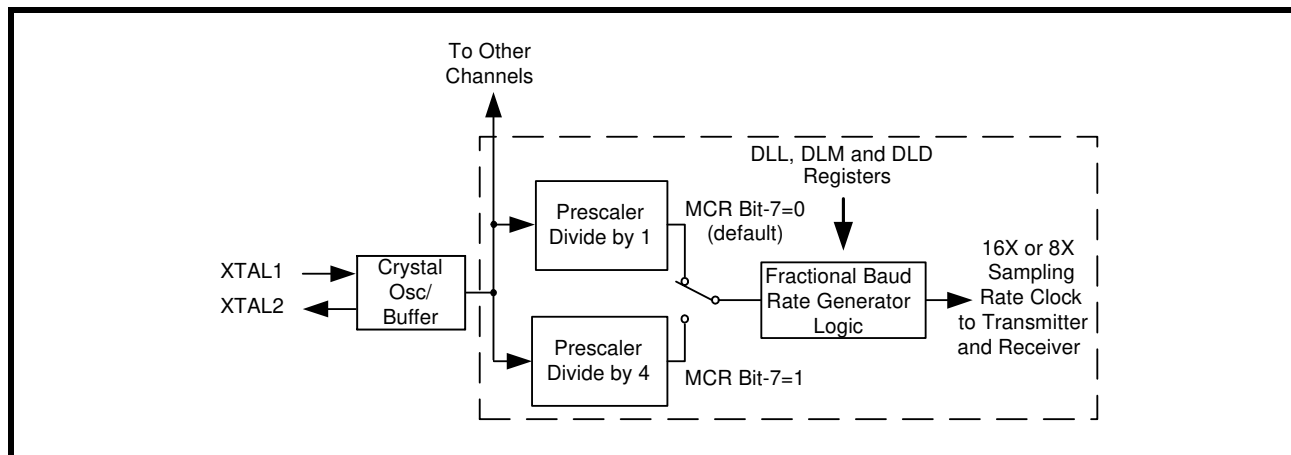 To Other
Channels
DLL, DLM and DLD
Registers
Prescaler
Divide by 1
MCR Bit-7=0
(default)
XTAL1
XTAL2
Crystal
Osc/
Buffer
Fractional Baud
Rate Generator
Logic
16X or 8X
Sampling
Rate Clock
to Transmitter
and Receiver
Prescaler
Divide by 4
MCR Bit-7=1